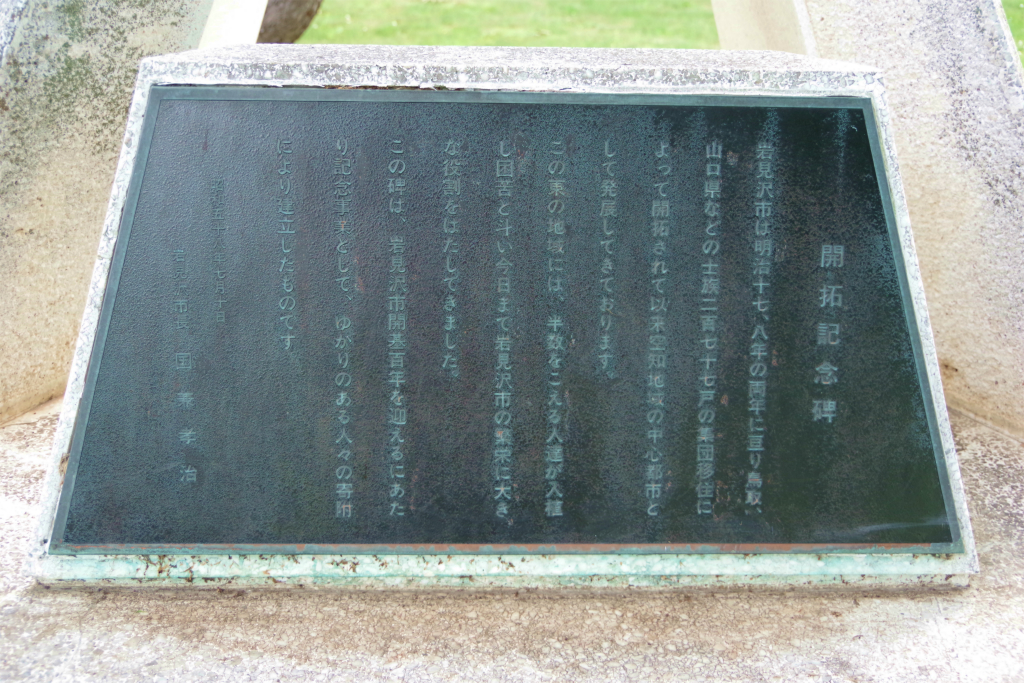 開拓記念碑
岩見沢市は明治十七、八年の両年に亘り鳥取、
山口県などの士族二百七十七戸の集団移住に
よって開拓されて以来空知地域の中心都市と
して発展してきております。
この東の地域には、半数をこえる人達が入植
し困苦と斗い今日まで岩見沢市の繁栄に大き
な役割をはたしてきました。
この碑は、岩見沢市開基百年を迎えるにあた
り記念事業として、ゆかりのある人々の寄附
により建立したものです
五十 七月十日
岩見 市長 国 孝治